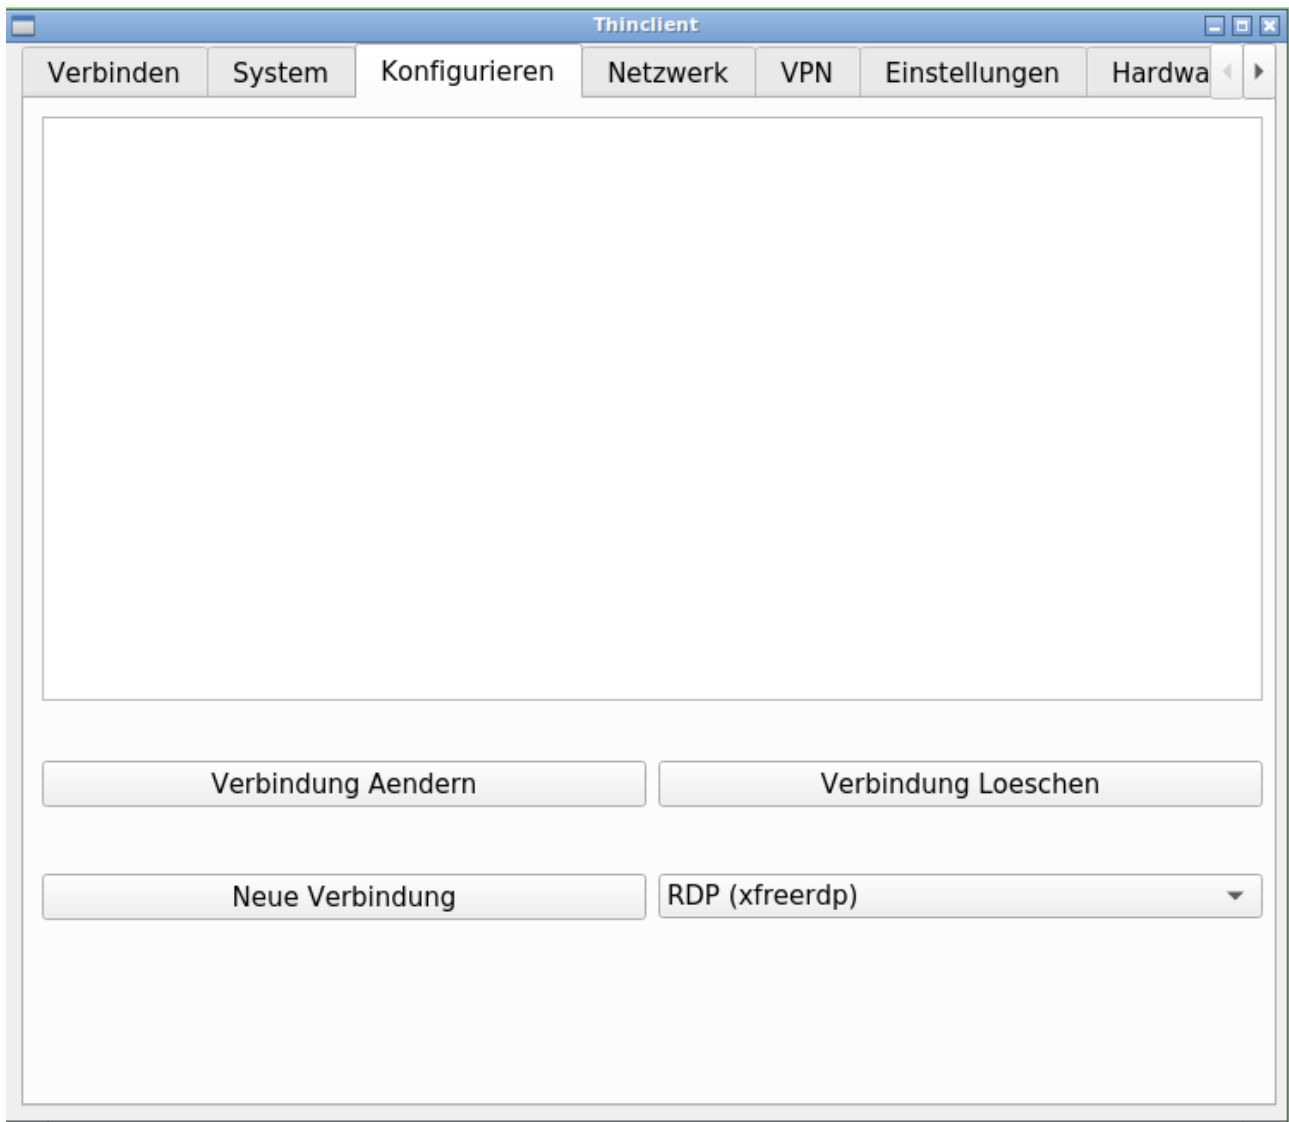 Thinclient
Verbinden System Konfigurieren Netzwerk VPN Einstellungen Hardwa
Verbindung Aendern Verbindung Loeschen
Neue Verbindung RDP (xfreerdp)